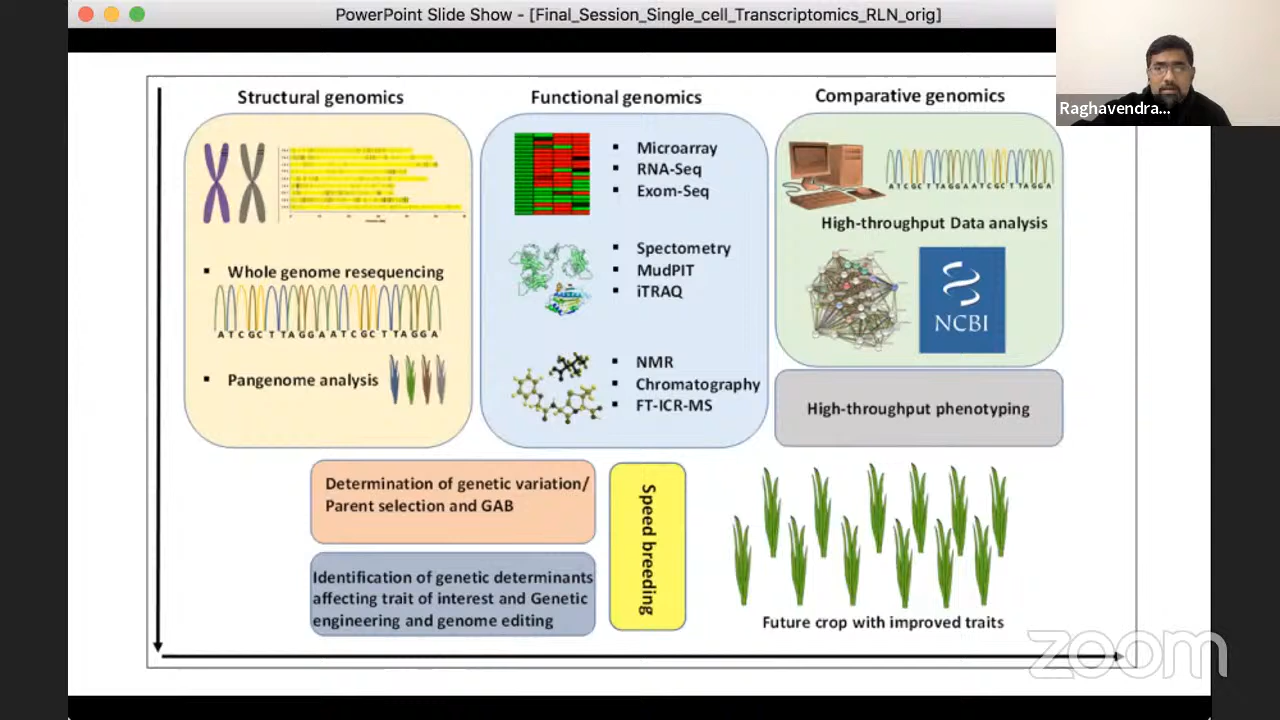 PowerPoint Slide Show - [Final_Session_Single_cell_Transcriptomics_RLN_orig]
Raghavendra...
Structural genomics
Functional genomics
Comparative genomics
Whole genome resequencing
A T C G C T T A G G A A T C G C T T A G G A
Pangenome analysis
Microarray
RNA-Seq
Exom-Seq
Spectometry
MudPIT
iTRAQ
NMR
Chromatography
FT-ICR-MS
A T C G C T T A G G A A T C G C T T A G G A
High-throughput Data analysis
NCBI
High-throughput phenotyping
Determination of genetic variation/
Parent selection and GAB
Identification of genetic determinants
affecting trait of interest and Genetic
engineering and genome editing
Speed breeding
Future crop with improved traits
zoom